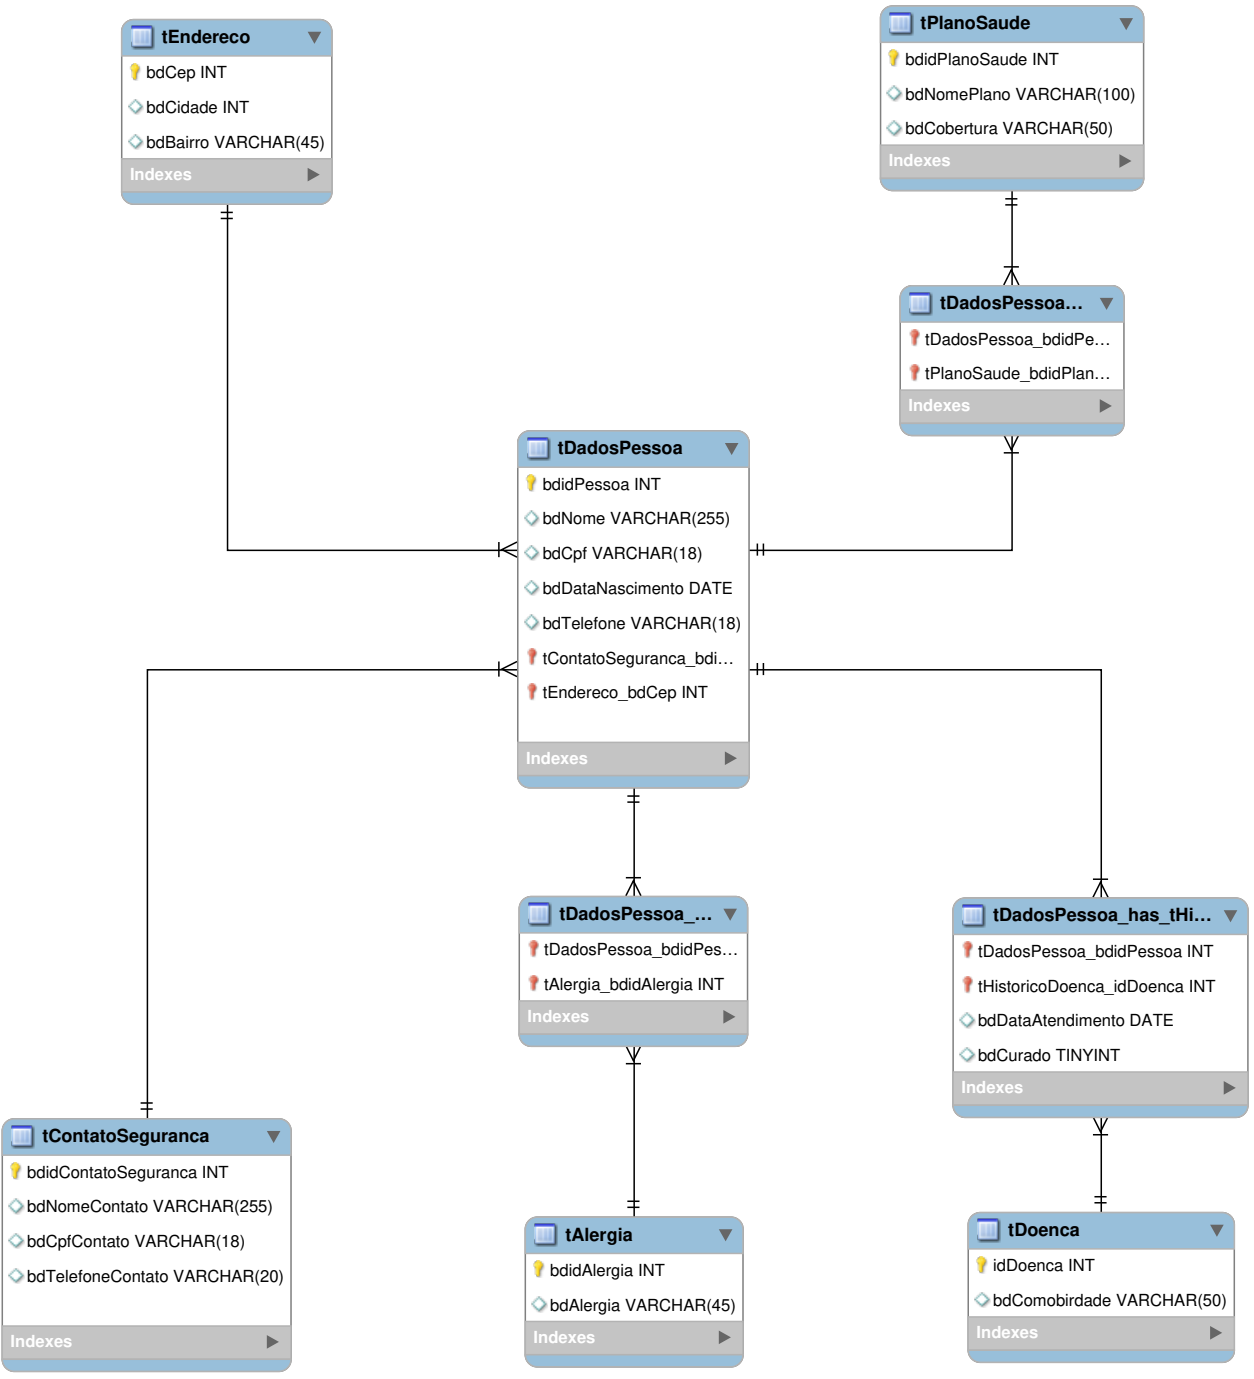 tEndereco
bdCep INT
bdCidade INT
bdBairro VARCHAR(45)
Indexes
tPlanoSaude
bdidPlanoSaude INT
bdNomePlano VARCHAR(100)
bdCobertura VARCHAR(50)
Indexes
tDadosPessoa...
tDadosPessoa_bdidPe...
tPlanoSaude_bdidPlan...
Indexes
tDadosPessoa
bdidPessoa INT
bdNome VARCHAR(255)
bdCpf VARCHAR(18)
bdDataNascimento DATE
bdTelefone VARCHAR(18)
tContatoSeguranca_bdi...
tEndereco_bdCep INT
Indexes
tDadosPessoa_...
tDadosPessoa_bdidPes...
tAlergia_bdidAlergia INT
Indexes
tDadosPessoa_has_tHi...
tDadosPessoa_bdidPessoa INT
tHistoricoDoenca_idDoenca INT
bdDataAtendimento DATE
bdCurado TINYINT
Indexes
tContatoSeguranca
bdidContatoSeguranca INT
bdNomeContato VARCHAR(255)
bdCpfContato VARCHAR(18)
bdTelefoneContato VARCHAR(20)
Indexes
tAlergia
bdidAlergia INT
bdAlergia VARCHAR(45)
Indexes
tDoenca
idDoenca INT
bdComobirdade VARCHAR(50)
Indexes